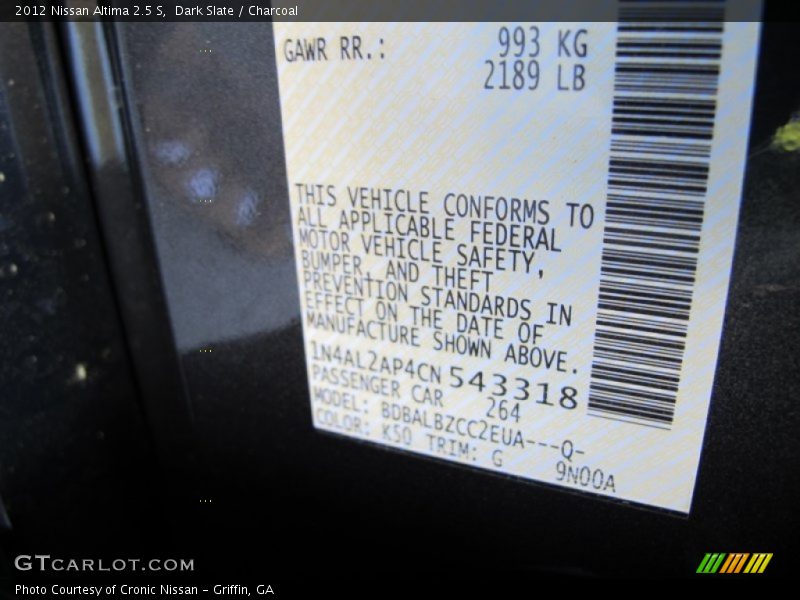 2012 Nissan Altima 2.5 S, Dark Slate / Charcoal
GAWR RR.: 993 KG
2189 LB
THIS VEHICLE CONFORMS TO
ALL APPLICABLE FEDERAL
MOTOR VEHICLE SAFETY,
BUMPER, AND THEFT
PREVENTION STANDARDS IN
EFFECT ON THE DATE OF
MANUFACTURE SHOWN ABOVE.
1N4AL2AP4CN 543318
PASSENGER CAR 264
MODEL: BDBALBZCC2EUA---Q-
COLOR: K50 TRIM: G 9N00A
GTCARLOT.COM
Photo Courtesy of Cronic Nissan - Griffin, GA